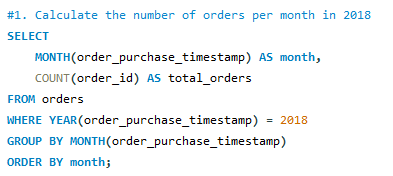 #1. Calculate the number of orders per month in 2018
SELECT
MONTH(order_purchase_timestamp) AS month,
COUNT(order_id) AS total_orders
FROM orders
WHERE YEAR(order_purchase_timestamp) = 2018
GROUP BY MONTH(order_purchase_timestamp)
ORDER BY month;